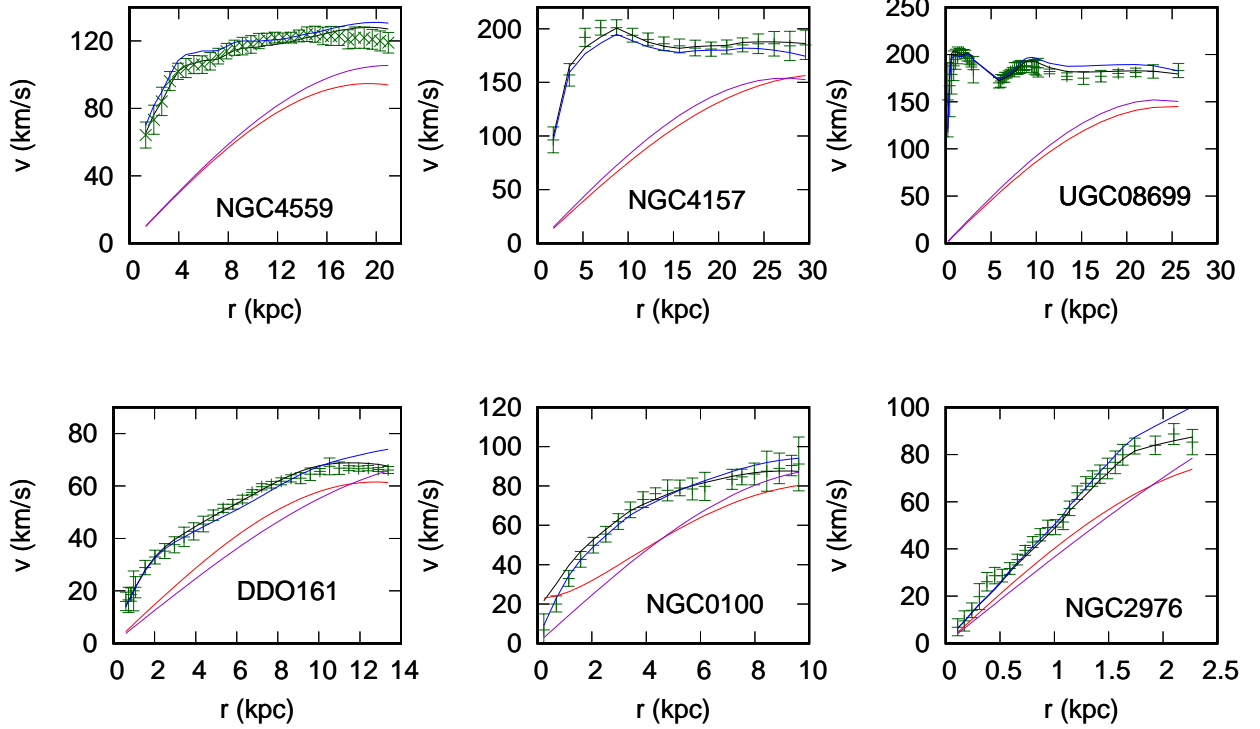 120
80
40
0
v (km/s)
NGC4559
0 4 8 12 16 20
r (kpc)
200
150
100
50
0
v (km/s)
NGC4157
0 5 10 15 20 25 30
r (kpc)
250
200
150
100
50
0
v (km/s)
UGC08699
0 5 10 15 20 25 30
r (kpc)
80
60
40
20
0
v (km/s)
DDO161
0 2 4 6 8 10 12 14
r (kpc)
120
100
80
60
40
20
0
v (km/s)
NGC0100
0 2 4 6 8 10
r (kpc)
100
80
60
40
20
0
v (km/s)
NGC2976
0 0.5 1 1.5 2 2.5
r (kpc)